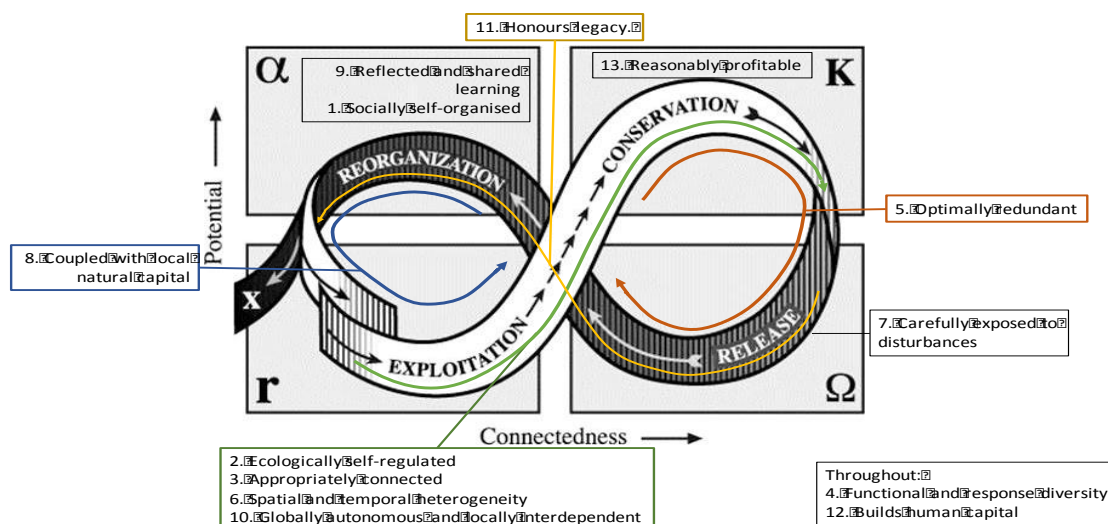 11. Honours legacy.
α
9. Reflected and shared
learning
1. Socially self-organised
13. Reasonably profitable
K
REORGANIZATION
CONSERVATION
Potential
5. Optimally redundant
8. Coupled with local
natural capital
x
EXPLOITATION
RELEASE
7. Carefully exposed to
disturbances
r
Ω
Connectedness
2. Ecologically self-regulated
3. Appropriately connected
6. Spatial and temporal heterogeneity
10. Globally autonomous and locally interdependent
Throughout:
4. Functional and response diversity
12. Builds human capital